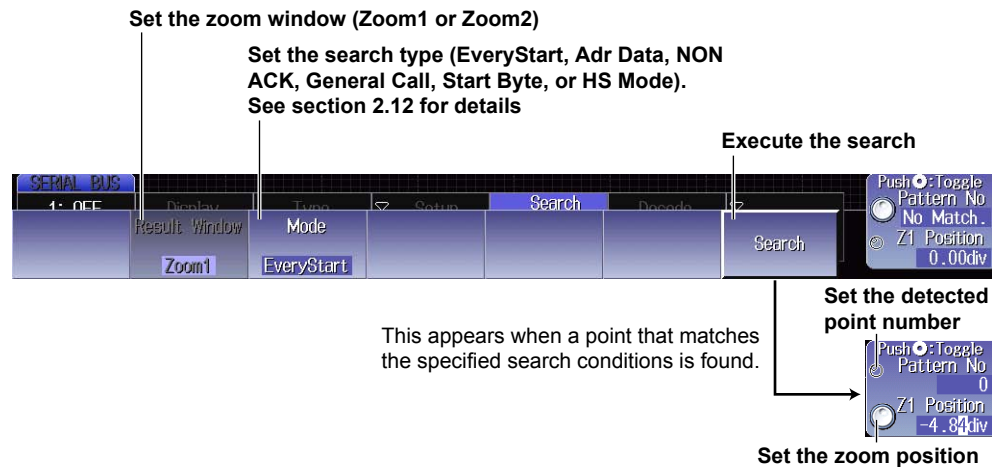 Set the zoom window (Zoom1 or Zoom2)
Set the search type (EveryStart, Adr Data, NON
ACK, General Call, Start Byte, or HS Mode).
See section 2.12 for details
Execute the search
SERIAL BUS
1: OFF
Display
Type
Setup
Search
Decode
Result Window
Zoom1
Mode
EveryStart
Search
Push :Toggle
Pattern No
No Match.
Z1 Position
0.00div
This appears when a point that matches
the specified search conditions is found.
Set the detected
point number
Push :Toggle
Pattern No
0
Z1 Position
-4.84div
Set the zoom position